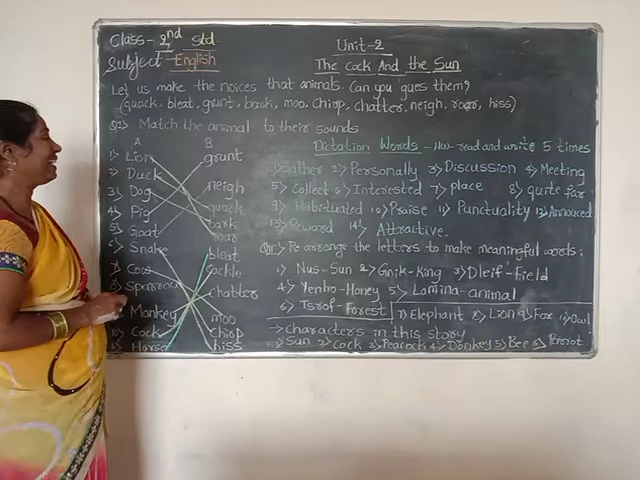 Class- 2nd std
Subject - English
Unit-2
The Cock And the Sun
Let us make the noices that animals. Can you gues them?
(quack, bleat, grunt, bark, moo. Chirp, chatter, neigh, roar, hiss)
Match the animal to their sounds
A B
1) Lion grunt
2) Duck neigh
3) Dog quack
4) Pig bark
5) Goat roar
6) Snake bleat
7) Cow cackle
8) Sparrow chatter
Monkey moo
10) Cock Chirp
11) Horse hiss
Dictation Words - Hw- read and write 5 times
1) Gather 2) Personally 3) Discussion 4) Meeting
5) Collect 6) Interested 7) place 8) quite far
9) Habituated 10) Praise 11) Punctuality 12) Annouced
13) Reward 14) Attractive.
Re arrange the letters to make meaningful words:
1) Nus-Sun 2) Gnik-King 3) Dleif-Field
4) Yenho-Honey 5) Lamina-animal
6) Tsrof-Forest 7) Elephant 8) Lion 9) Fox 10) Owl
Characters in this story
1) Sun 2) Cock 3) Peacock 4) Donkey 5) Bee 6) Parrot